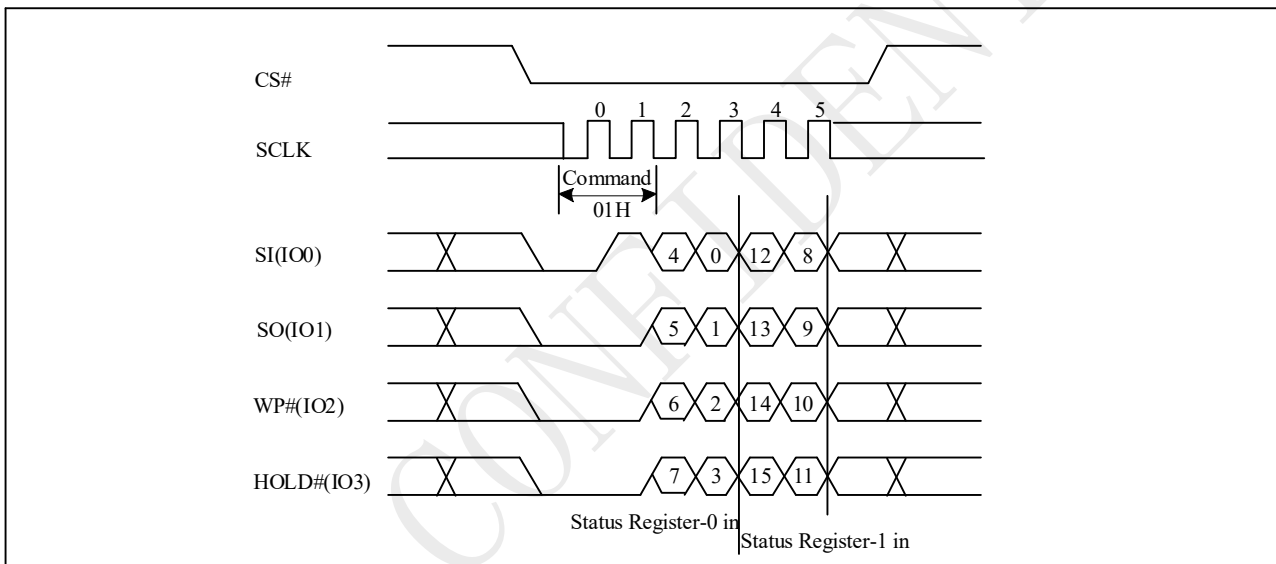 CS#
0 1 2 3 4 5
SCLK
Command
01H
SI(IO0) 4 0 12 8
SO(IO1) 5 1 13 9
WP#(IO2) 6 2 14 10
HOLD#(IO3) 7 3 15 11
Status Register-0 in
Status Register-1 in
CONFIDEN